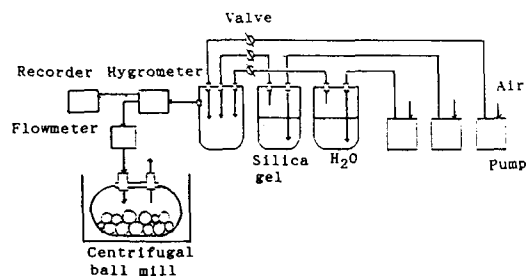 Valve
Recorder Hygrometer
Air
Flowmeter
Silica gel
H₂O
Pump
Centrifugal
ball mill